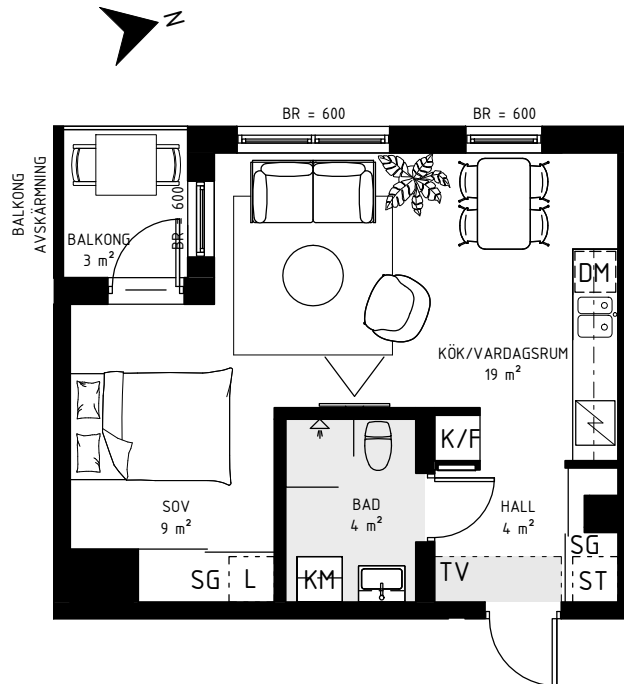 N
BR = 600
BR = 600
BALKONG
AVSKÄRMNING
BR 600
BALKONG
3 m²
DM
KÖK/VARDAGSRUM
19 m²
K/F
SOV
9 m²
BAD
4 m²
HALL
4 m²
SG
L
KM
TV
SG
ST